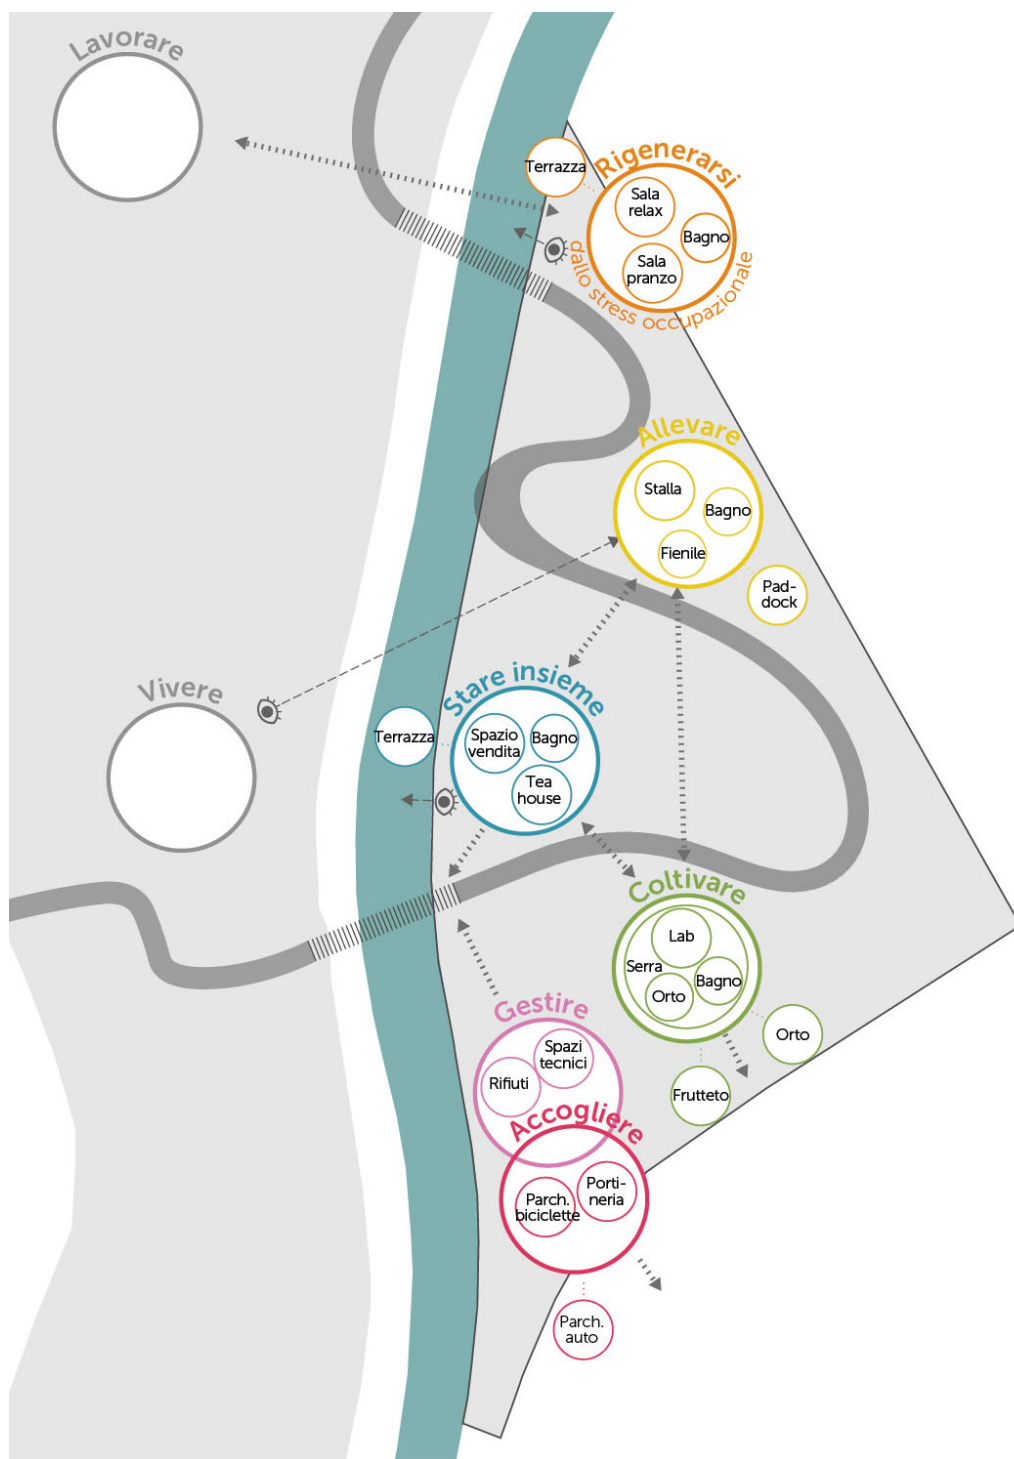 Lavorare
Terrazza
Rigenerarsi
Sala
relax
Bagno
Sala
pranzo
dallo stress occupazionale
Allevare
Stalla
Bagno
Fienile
Pad-
dock
Vivere
Stare insieme
Terrazza
Spazio
vendita
Bagno
Tea
house
Coltivare
Lab
Serra
Bagno
Orto
Orto
Frutteto
Gestire
Spazi
tecnici
Rifiuti
Accogliere
Porti-
neria
Parch.
biciclette
Parch.
auto